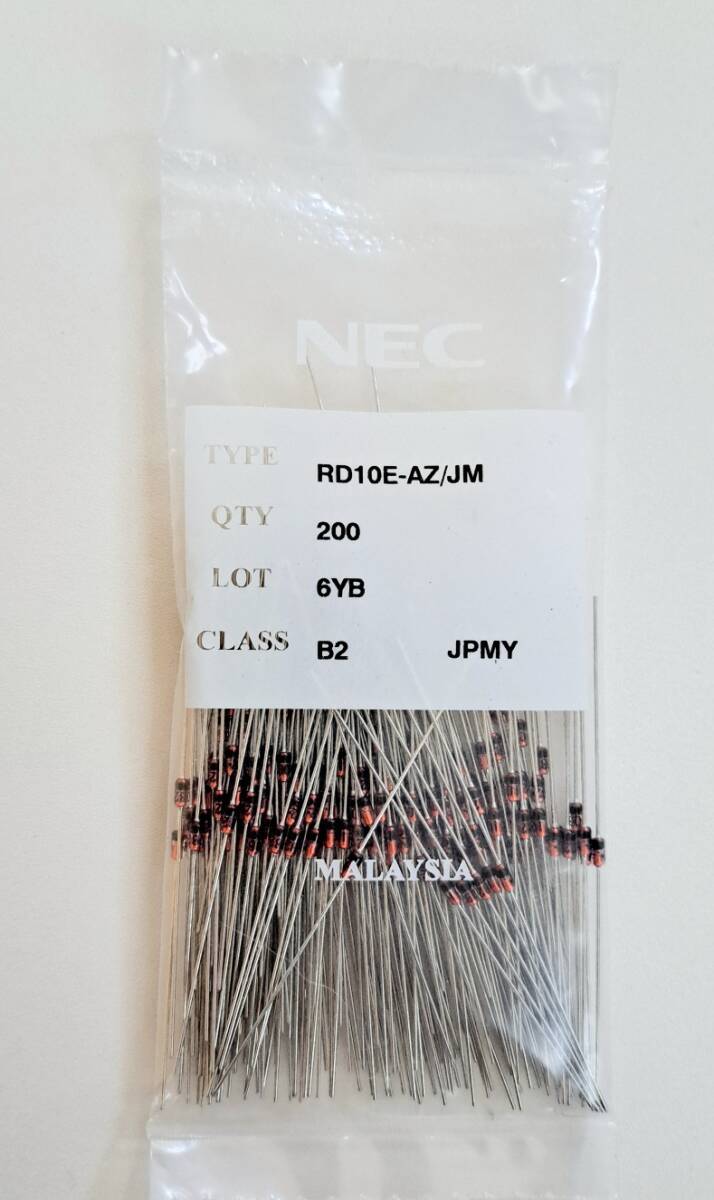 NEC
TYPE RD10E-AZ/JM
QTY 200
LOT 6YB
CLASS B2 JPMY
MALAYSIA